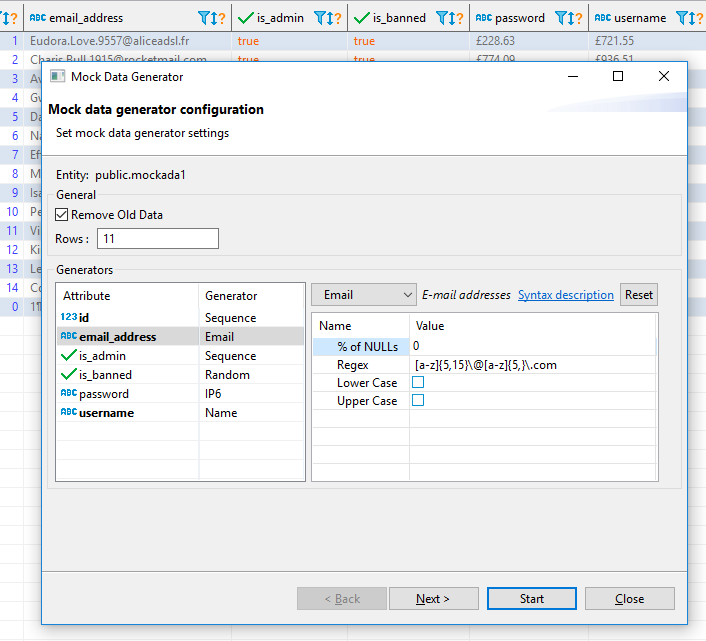 email_address is_admin is_banned password username
1 Eudora.Love.9557@aliceadsl.fr true true £228.63 £721.55
2 Charis.Bull.1915@rocketmail.com true true £774.09 £936.51
Mock Data Generator
3 Av
Mock data generator configuration
4 Gv
5 Da
Set mock data generator settings
6 Na
7 Ef
8 M
Entity: public.mockada1
9 Isa
General
10 Pe
Remove Old Data
11 Vi
Rows : 11
12 Ki
13 Le
Generators
14 Co
0 1
Attribute Generator
Email E-mail addresses Syntax description Reset
123 id Sequence
ABC email_address Email
is_admin Sequence
is_banned Random
ABC password IP6
ABC username Name
Name Value
% of NULLs 0
Regex [a-z]{5,15}\@[a-z]{5,}\.com
Lower Case
Upper Case
< Back Next > Start Close